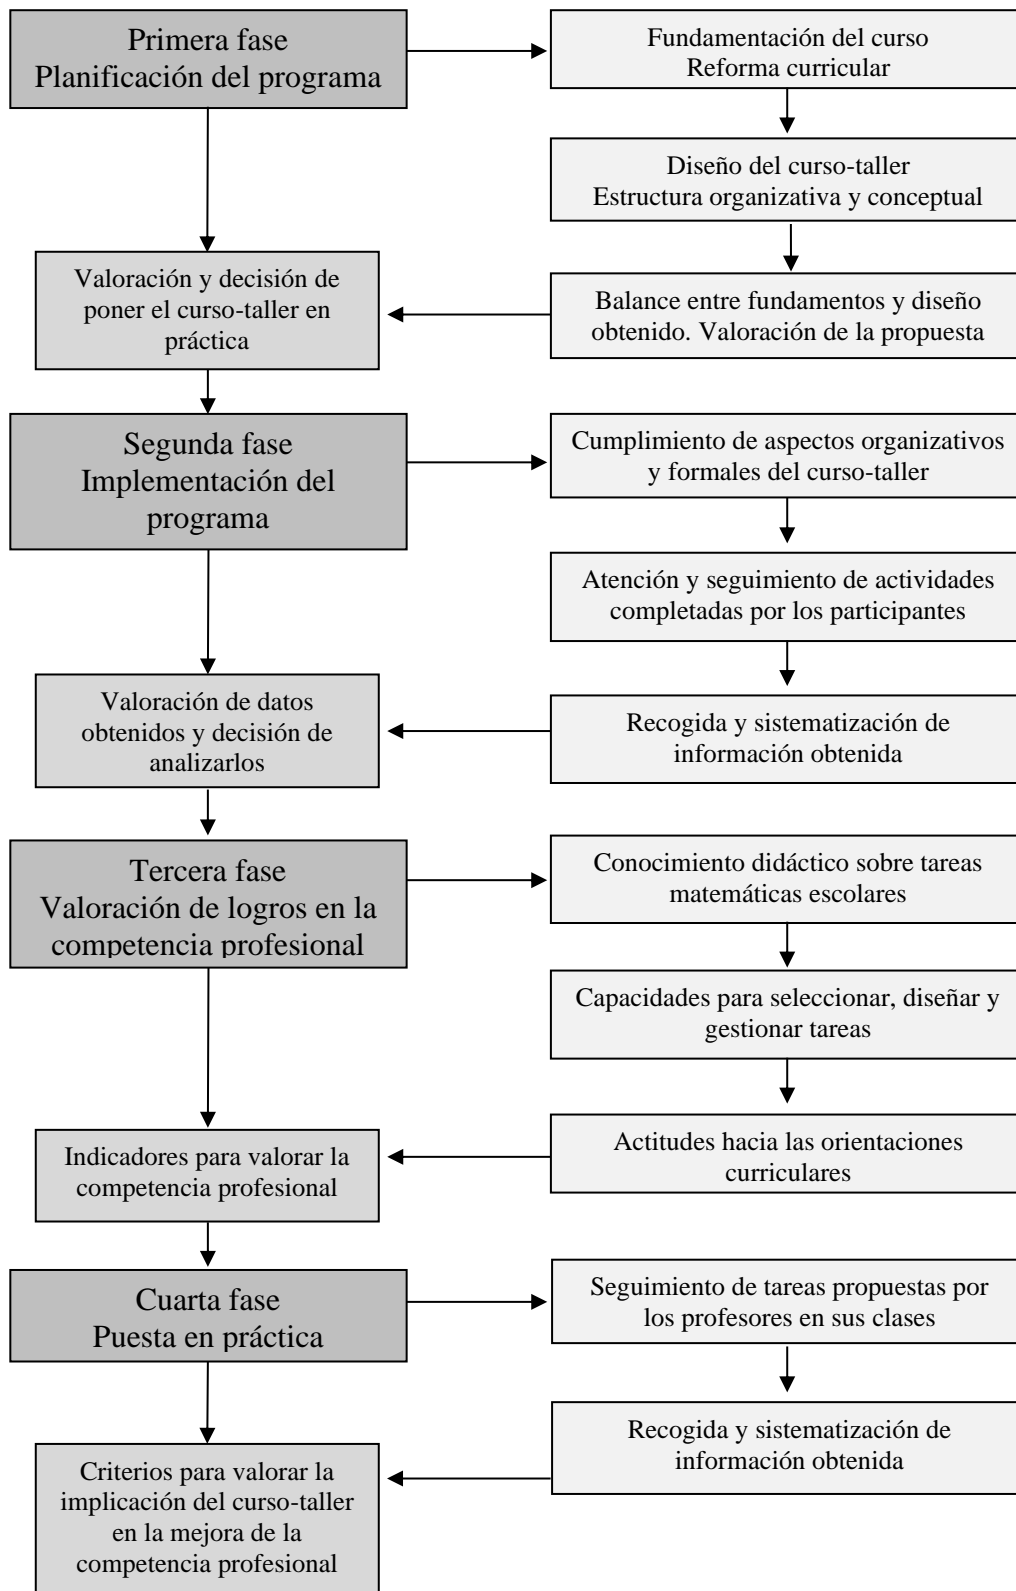 Primera fase
Planificación del programa
Fundamentación del curso
Reforma curricular
Diseño del curso-taller
Estructura organizativa y conceptual
Balance entre fundamentos y diseño
obtenido. Valoración de la propuesta
Valoración y decisión de
poner el curso-taller en
práctica
Segunda fase
Implementación del
programa
Cumplimiento de aspectos organizativos
y formales del curso-taller
Atención y seguimiento de actividades
completadas por los participantes
Recogida y sistematización de
información obtenida
Valoración de datos
obtenidos y decisión de
analizarlos
Tercera fase
Valoración de logros en la
competencia profesional
Conocimiento didáctico sobre tareas
matemáticas escolares
Capacidades para seleccionar, diseñar y
gestionar tareas
Actitudes hacia las orientaciones
curriculares
Indicadores para valorar la
competencia profesional
Cuarta fase
Puesta en práctica
Seguimiento de tareas propuestas por
los profesores en sus clases
Recogida y sistematización de
información obtenida
Criterios para valorar la
implicación del curso-taller
en la mejora de la
competencia profesional